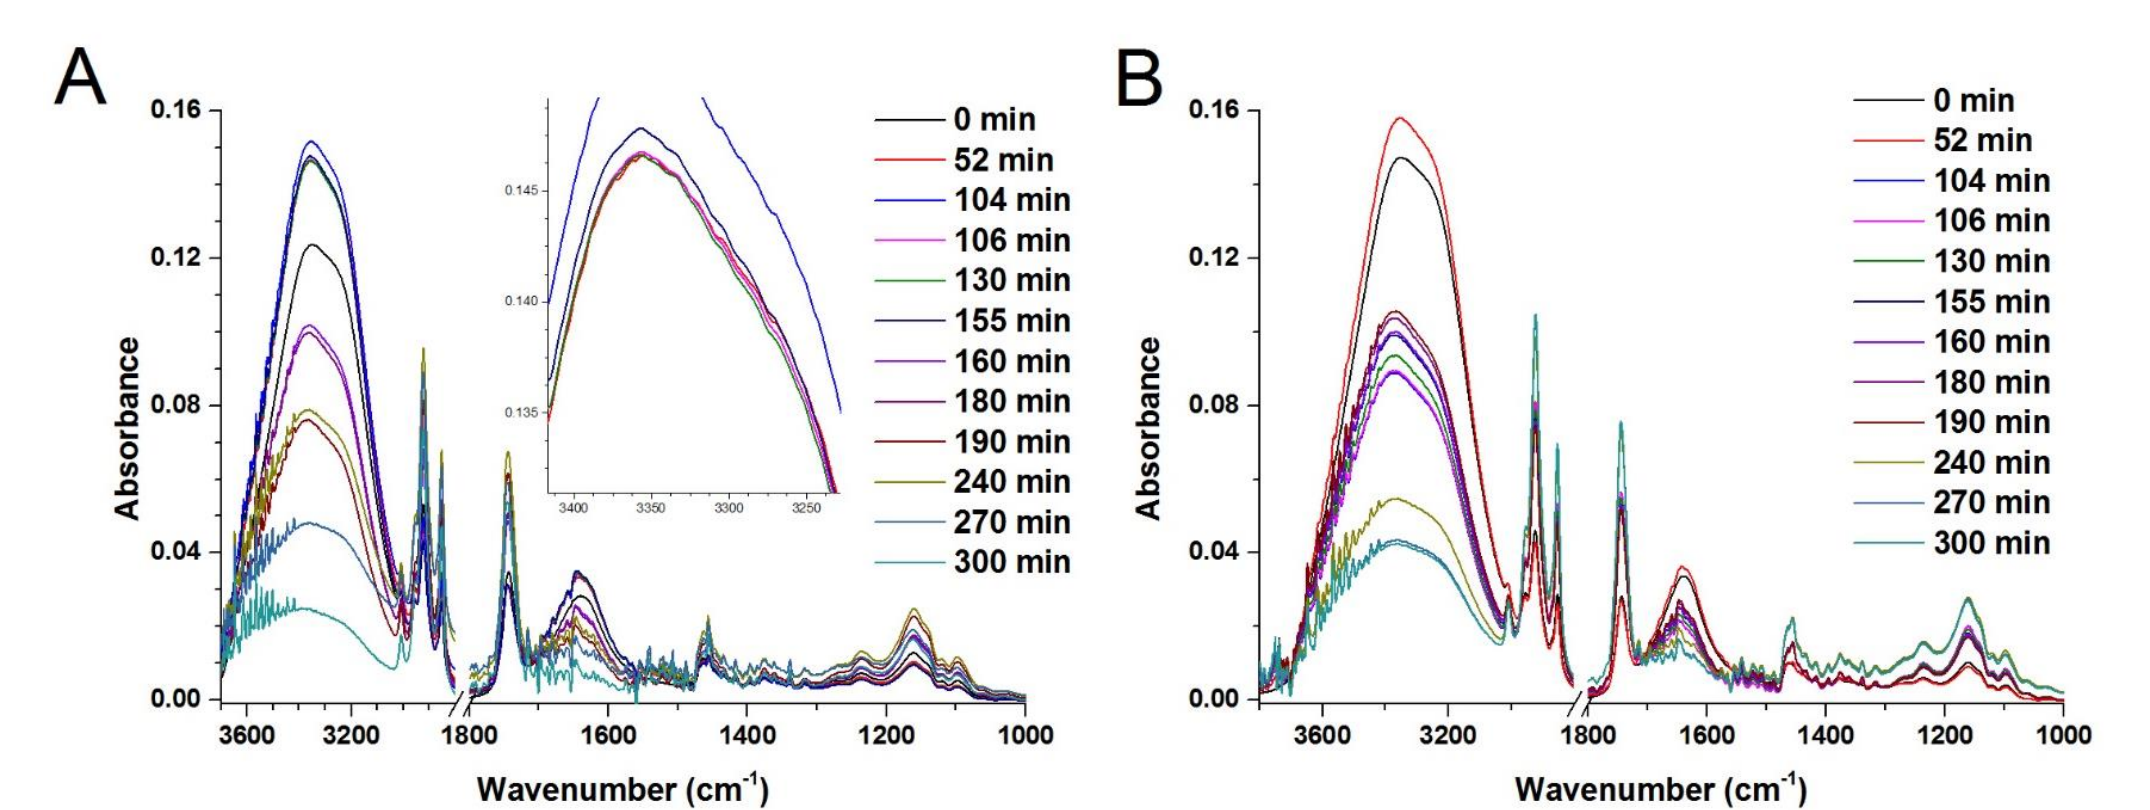 A
Absorbance
0.16
0.12
0.08
0.04
0.00
3600 3200 1800 1600 1400 1200 1000
Wavenumber (cm-1)
0.145
0.140
0.135
3400 3350 3300 3250
0 min
52 min
104 min
106 min
130 min
155 min
160 min
180 min
190 min
240 min
270 min
300 min
B
Absorbance
0.16
0.12
0.08
0.04
0.00
3600 3200 1800 1600 1400 1200 1000
Wavenumber (cm-1)
0 min
52 min
104 min
106 min
130 min
155 min
160 min
180 min
190 min
240 min
270 min
300 min